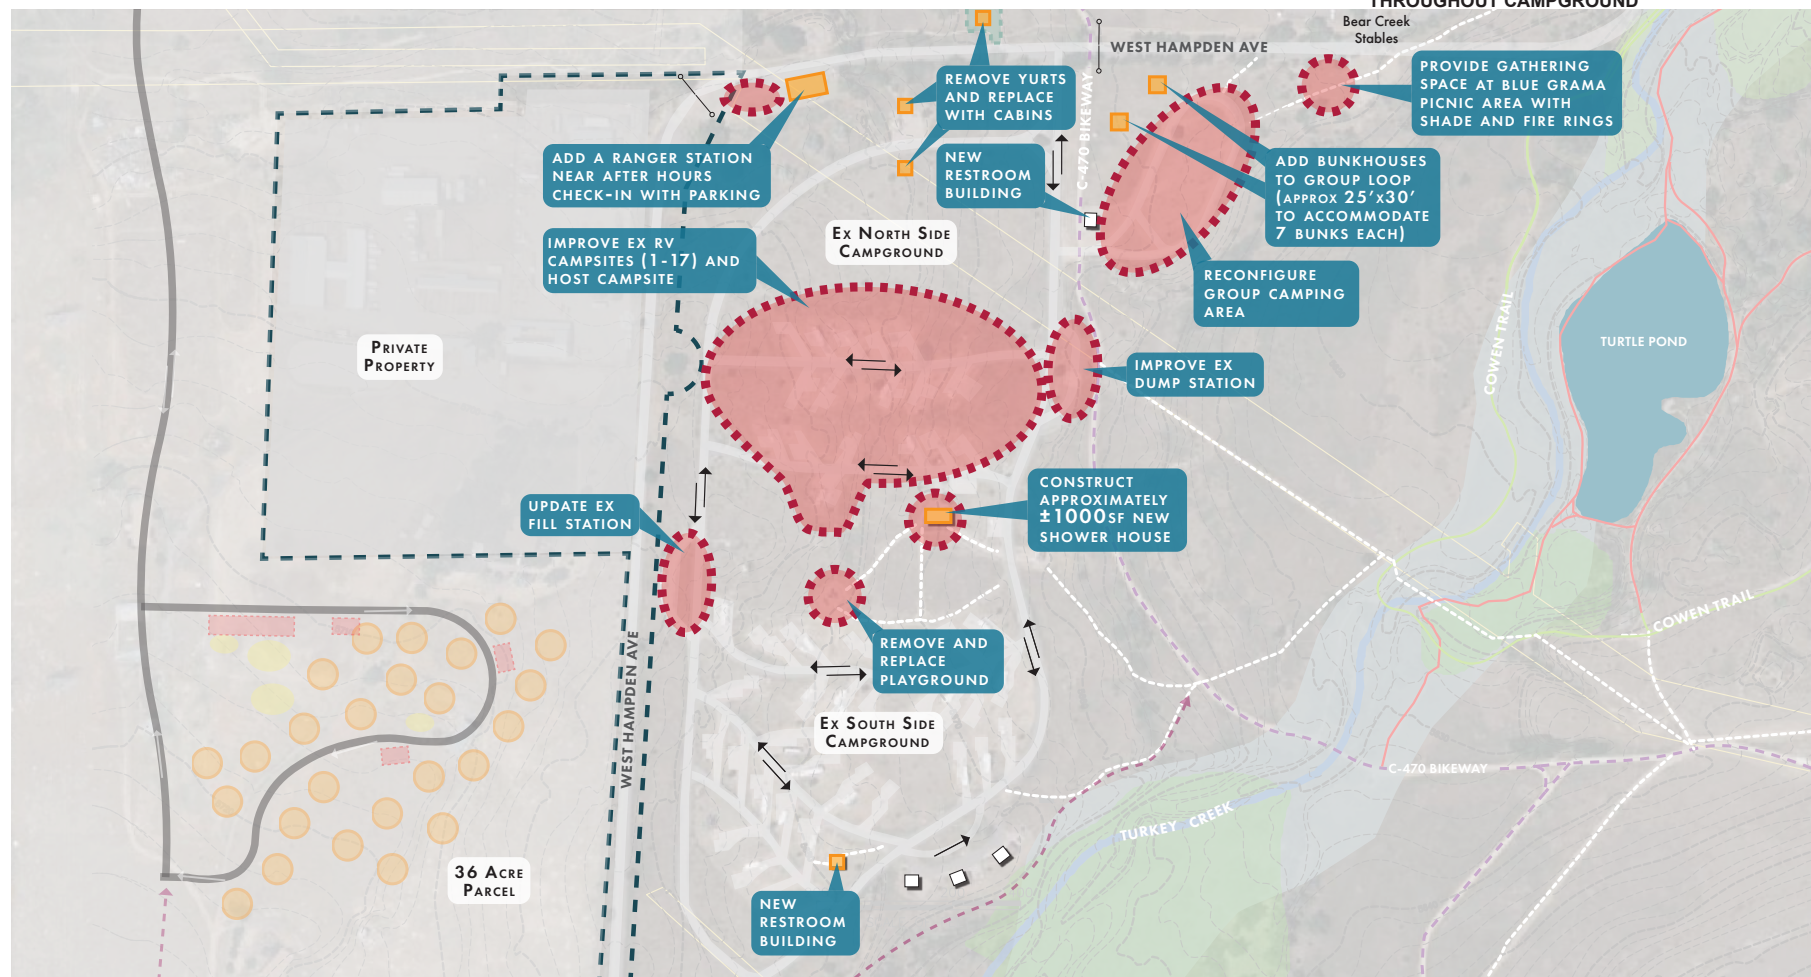 THROUGHOUT CAMPGROUND
Bear Creek
Stables
WEST HAMPDEN AVE
PROVIDE GATHERING
SPACE AT BLUE GRAMA
PICNIC AREA WITH
SHADE AND FIRE RINGS
REMOVE YURTS
AND REPLACE
WITH CABINS
C-470 BIKEWAY
ADD A RANGER STATION
NEAR AFTER HOURS
CHECK-IN WITH PARKING
NEW
RESTROOM
BUILDING
ADD BUNKHOUSES
TO GROUP LOOP
(APPROX 25'X30'
TO ACCOMMODATE
7 BUNKS EACH)
EX NORTH SIDE
CAMPGROUND
IMPROVE EX RV
CAMPSITES (1-17) AND
HOST CAMPSITE
RECONFIGURE
GROUP CAMPING
AREA
COWEN TRAIL
TURTLE POND
PRIVATE
PROPERTY
IMPROVE EX
DUMP STATION
CONSTRUCT
APPROXIMATELY
±1000SF NEW
SHOWER HOUSE
UPDATE EX
FILL STATION
COWEN TRAIL
REMOVE AND
REPLACE
PLAYGROUND
WEST HAMPDEN AVE
EX SOUTH SIDE
CAMPGROUND
C-470 BIKEWAY
TURKEY CREEK
36 ACRE
PARCEL
NEW
RESTROOM
BUILDING